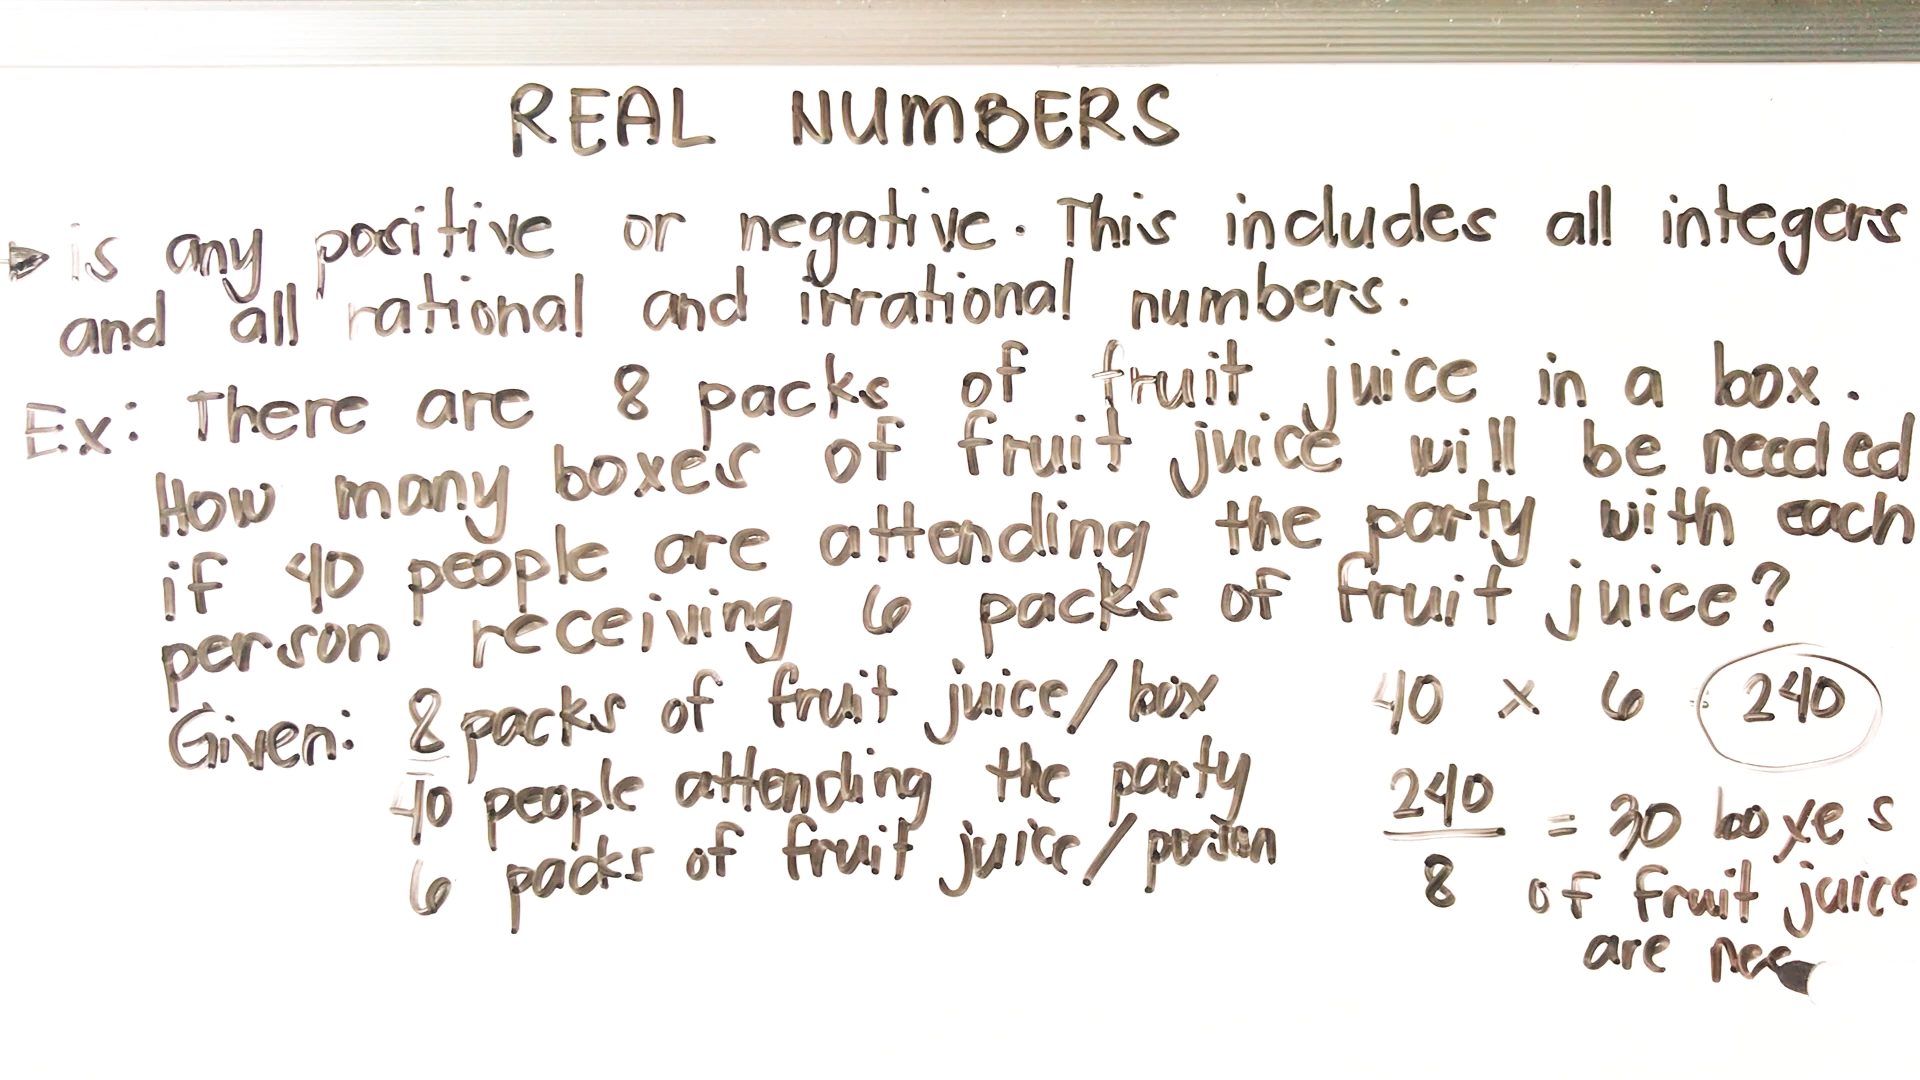 REAL NUMBERS
is any positive or negative. This includes all integers
and all rational and irrational numbers.
Ex: There are 8 packs of fruit juice in a box.
How many boxes of fruit juice will be needed
if 40 people are attending the party with each
person receiving 6 packs of fruit juice?
Given: 8 packs of fruit juice/box
40 people attending the party
6 packs of fruit juice/person
40 x 6 = 240
240
8
= 30 boxes
of fruit juice
are nee